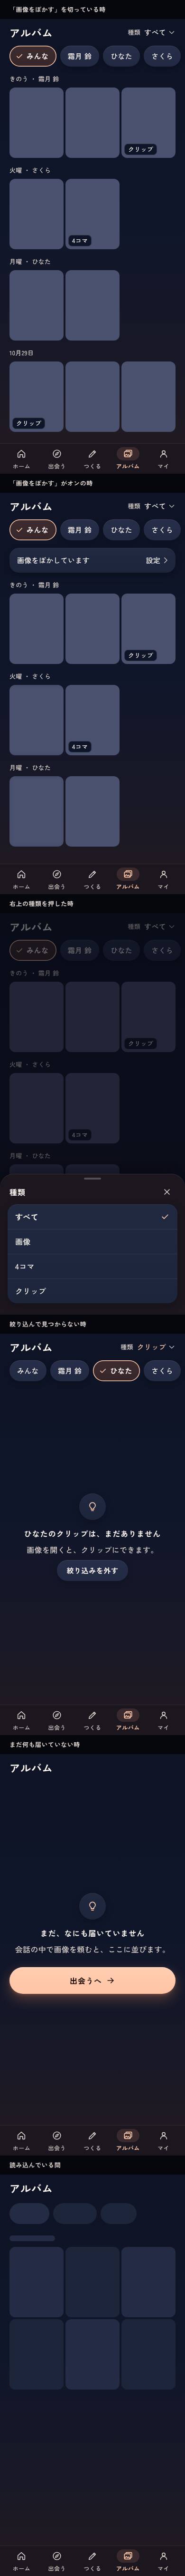 「画像をぼかす」を切っている時
アルバム
種類 すべて
みんな 霜月 鈴 ひなた さくら
きのう ・ 霜月 鈴
クリップ
火曜 ・ さくら
4コマ
月曜 ・ ひなた
10月29日
クリップ
ホーム 出会う つくる アルバム マイ
「画像をぼかす」がオンの時
アルバム
種類 すべて
みんな 霜月 鈴 ひなた さくら
画像をぼかしています 設定
きのう ・ 霜月 鈴
クリップ
火曜 ・ さくら
4コマ
月曜 ・ ひなた
ホーム 出会う つくる アルバム マイ
右上の種類を押した時
アルバム
種類 すべて
みんな 霜月 鈴 ひなた さくら
きのう ・ 霜月 鈴
クリップ
火曜 ・ さくら
4コマ
月曜 ・ ひなた
種類
すべて
画像
4コマ
クリップ
絞り込んで見つからない時
アルバム
種類 クリップ
みんな 霜月 鈴 ひなた さくら
ひなたのクリップは、まだありません
画像を開くと、クリップにできます。
絞り込みを外す
ホーム 出会う つくる アルバム マイ
まだ何も届いていない時
アルバム
まだ、なにも届いていません
会話の中で画像を頼むと、ここに並びます。
出会うへ
ホーム 出会う つくる アルバム マイ
読み込んでいる間
アルバム
ホーム 出会う つくる アルバム マイ